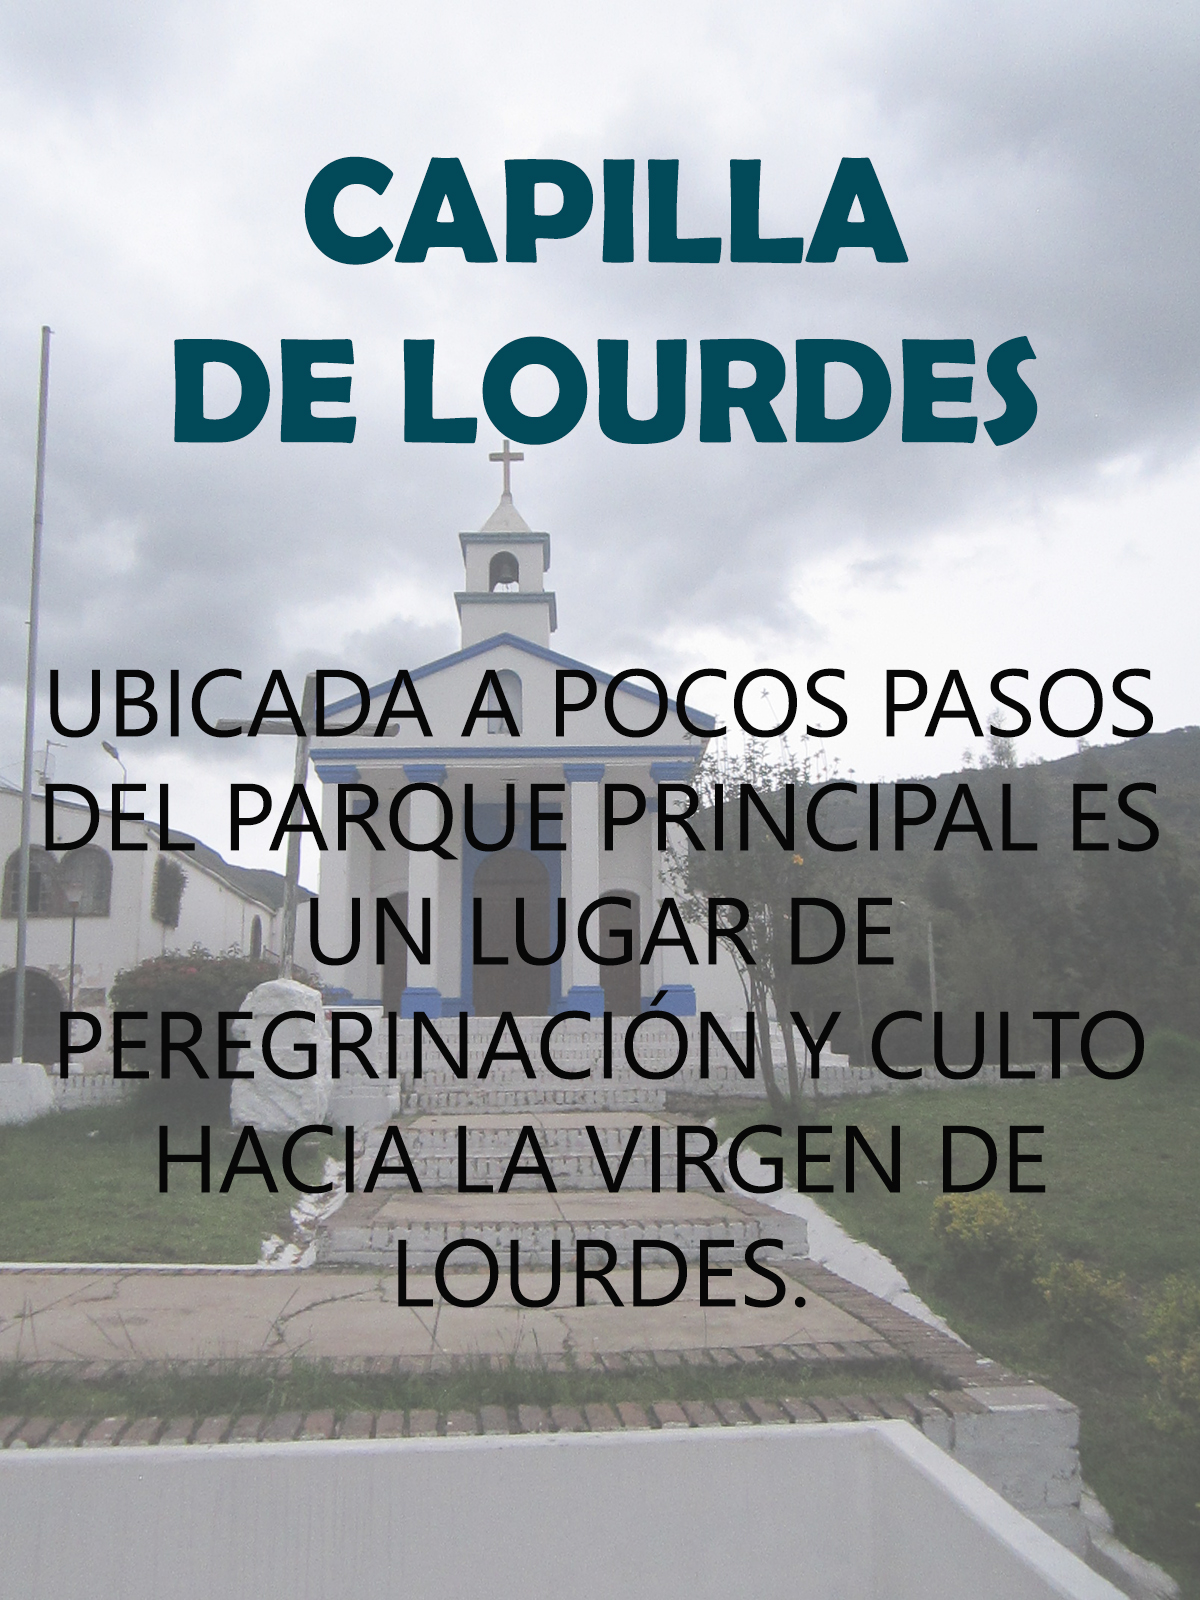 CAPILLA
DE LOURDES
UBICADA A POCOS PASOS
DEL PARQUE PRINCIPAL ES
UN LUGAR DE
PEREGRINACIÓN Y CULTO
HACIA LA VIRGEN DE
LOURDES.